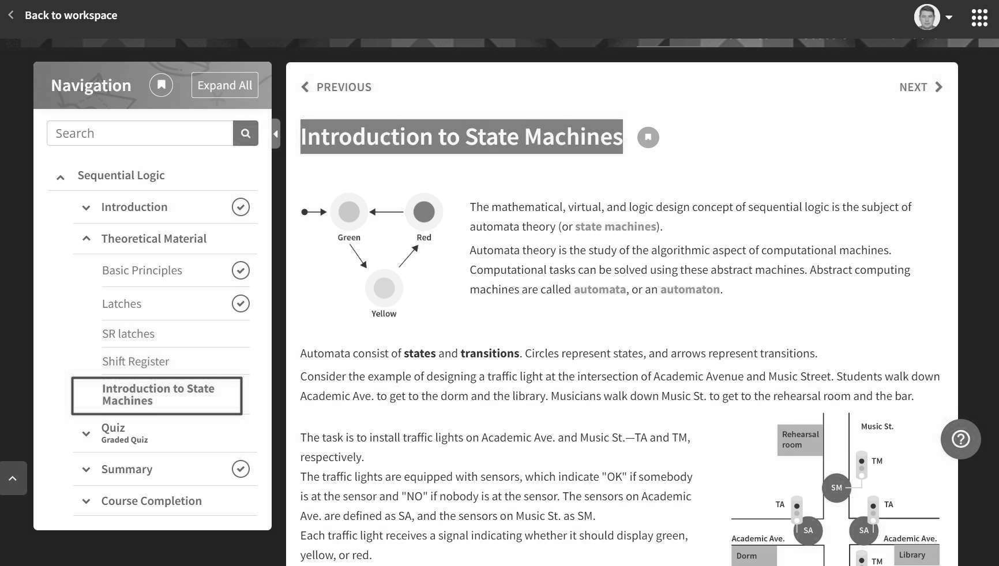 Back to workspace
Navigation
Expand All
Search
Sequential Logic
Introduction
Theoretical Material
Basic Principles
Latches
SR latches
Shift Register
Introduction to State
Machines
Quiz
Graded Quiz
Summary
Course Completion
PREVIOUS
NEXT
Introduction to State Machines
Green
Red
Yellow
The mathematical, virtual, and logic design concept of sequential logic is the subject of
automata theory (or state machines).
Automata theory is the study of the algorithmic aspect of computational machines.
Computational tasks can be solved using these abstract machines. Abstract computing
machines are called automata, or an automaton.
Automata consist of states and transitions. Circles represent states, and arrows represent transitions.
Consider the example of designing a traffic light at the intersection of Academic Avenue and Music Street. Students walk down
Academic Ave. to get to the dorm and the library. Musicians walk down Music St. to get to the rehearsal room and the bar.
The task is to install traffic lights on Academic Ave. and Music St.—TA and TM,
respectively.
The traffic lights are equipped with sensors, which indicate "OK" if somebody
is at the sensor and "NO" if nobody is at the sensor. The sensors on Academic
Ave. are defined as SA, and the sensors on Music St. as SM.
Each traffic light receives a signal indicating whether it should display green,
yellow, or red.
Music St.
Rehearsal
room
TM
SM
TA
TA
SA
SA
Academic Ave.
Academic Ave.
Dorm
Library
TM
?